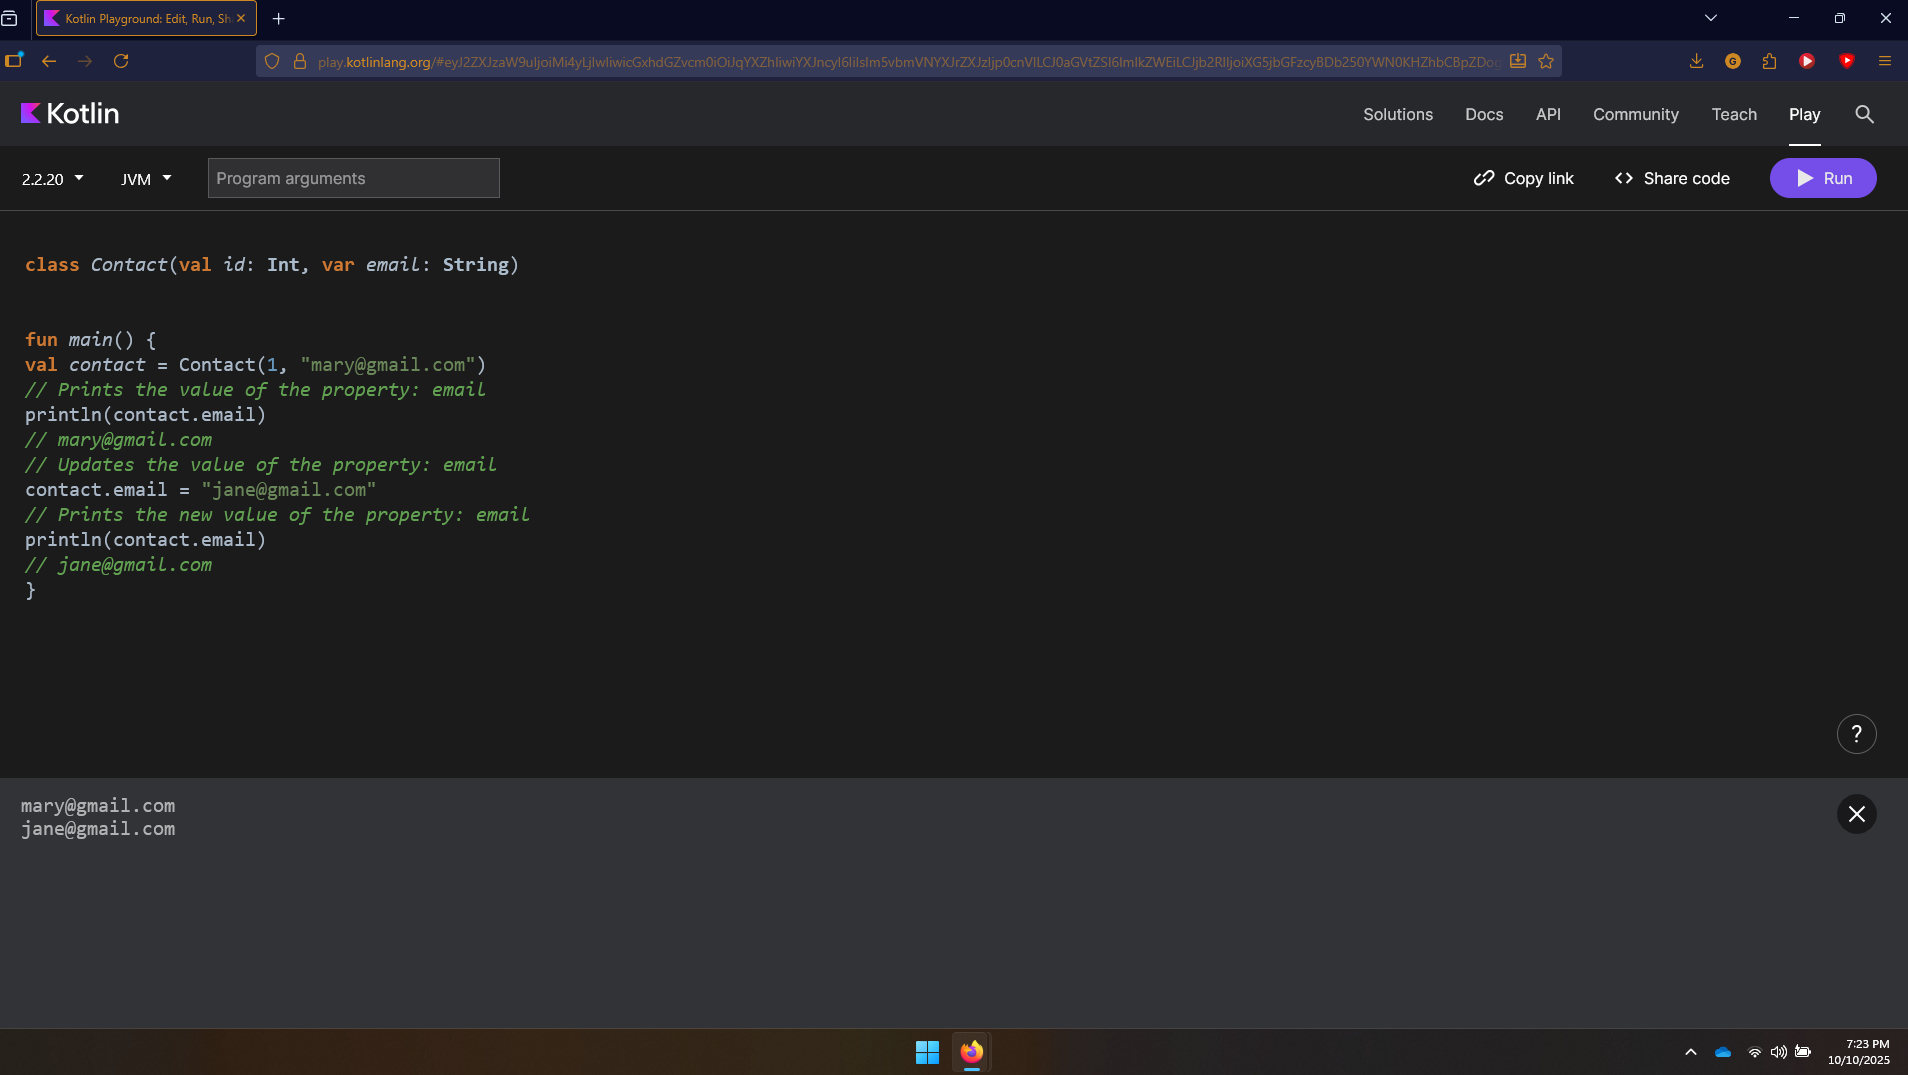 Kotlin Playground: Edit, Run, Sh
Kotlin
Solutions
Docs
API
Community
Teach
Play
2.2.20
JVM
Program arguments
Copy link
Share code
Run
class Contact(val id: Int, var email: String)
fun main() {
val contact = Contact(1, "mary@gmail.com")
// Prints the value of the property: email
println(contact.email)
// mary@gmail.com
// Updates the value of the property: email
contact.email = "jane@gmail.com"
// Prints the new value of the property: email
println(contact.email)
// jane@gmail.com
}
?
mary@gmail.com
jane@gmail.com
7:23 PM
10/10/2025